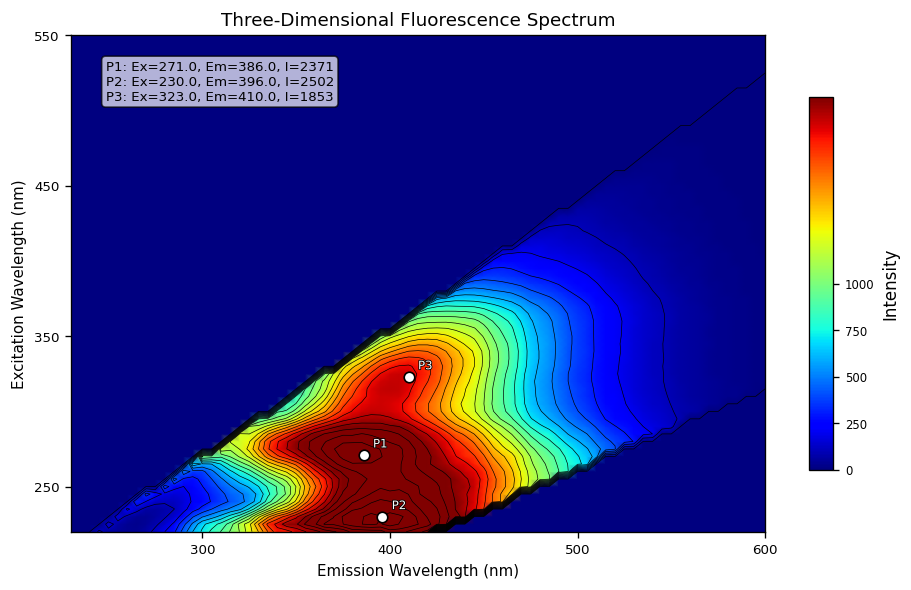 Three-Dimensional Fluorescence Spectrum
550
P1: Ex=271.0, Em=386.0, I=2371
P2: Ex=230.0, Em=396.0, I=2502
P3: Ex=323.0, Em=410.0, I=1853
450
350
250
Excitation Wavelength (nm)
P3
P1
P2
300
400
500
600
Emission Wavelength (nm)
1000
750
500
250
0
Intensity